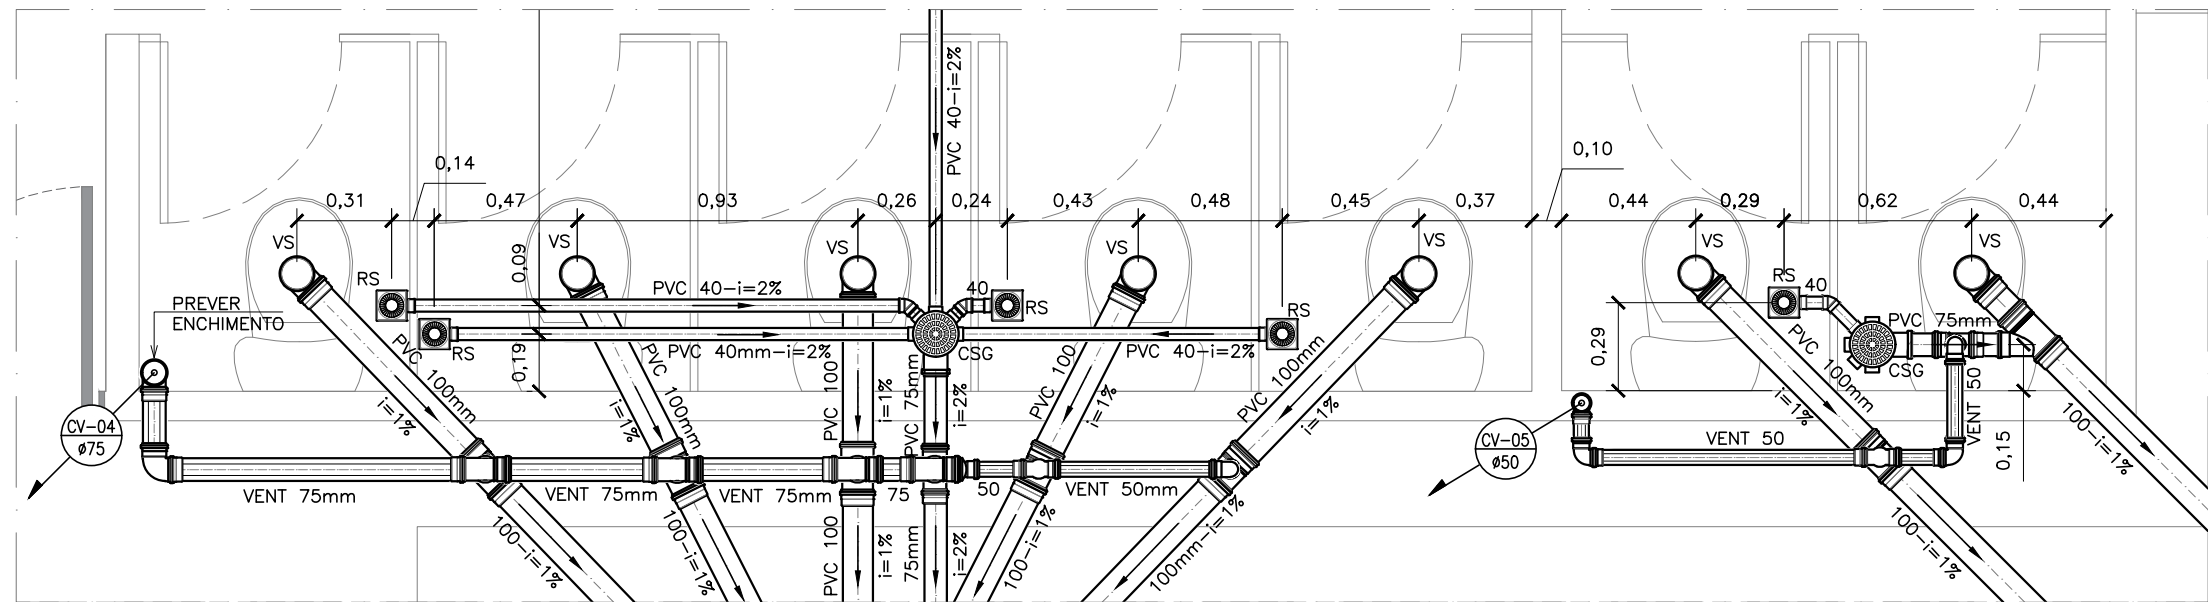 PVC 40-i=2%
0,14
0,10
0,31
0,47
0,93
0,26
0,24
0,43
0,48
0,45
0,37
0,44
0,29
0,62
0,44
VS
VS
VS
VS
VS
VS
VS
0,09
RS
PVC 40-i=2%
40
RS
RS
RS
40
PREVER
ENCHIMENTO
RS
PVC 40mm-i=2%
CSG
PVC 40-i=2%
0,19
0,29
PVC 75mm
CSG
PVC 100mm
i=1%
PVC 100mm
i=1%
PVC 100
i=1%
PVC 75mm
i=2%
PVC 100
i=1%
PVC 100mm
i=1%
PVC 100mm
i=1%
VENT 50
100-i=1%
0,15
CV-04
ø75
CV-05
ø50
VENT 50
VENT 75mm
VENT 75mm
VENT 75mm
75
50
VENT 50mm
100-i=1%
100-i=1%
PVC 100
i=1%
75mm
i=2%
100-i=1%
100mm-i=1%
100-i=1%